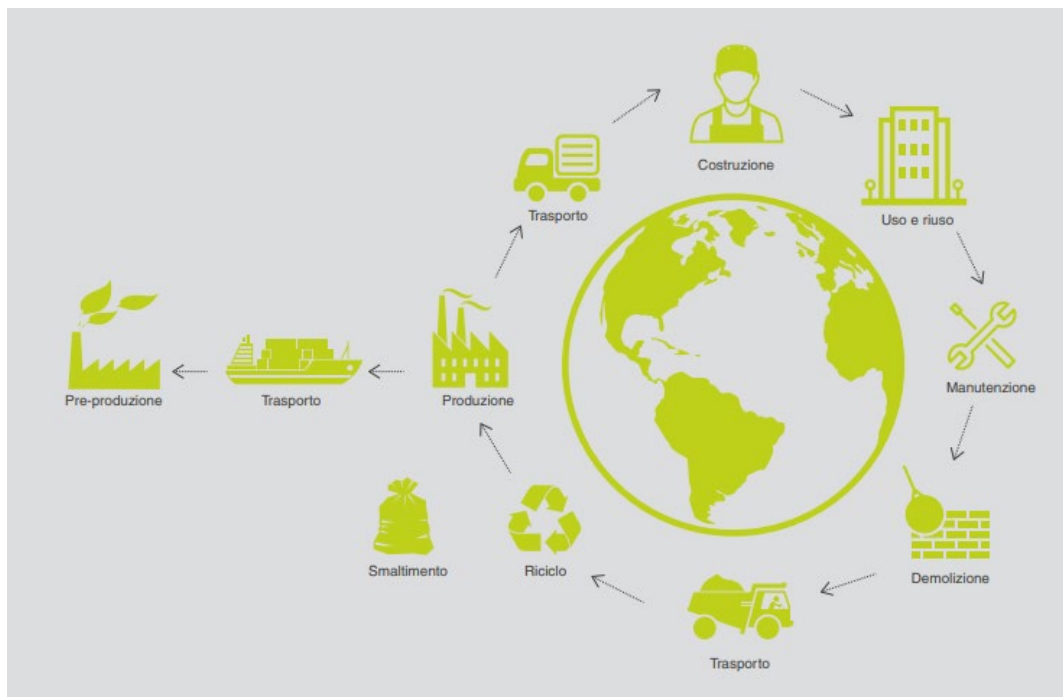 Costruzione
Trasporto
Uso e riuso
Pre-produzione
Trasporto
Produzione
Manutenzione
Smaltimento
Riciclo
Demolizione
Trasporto